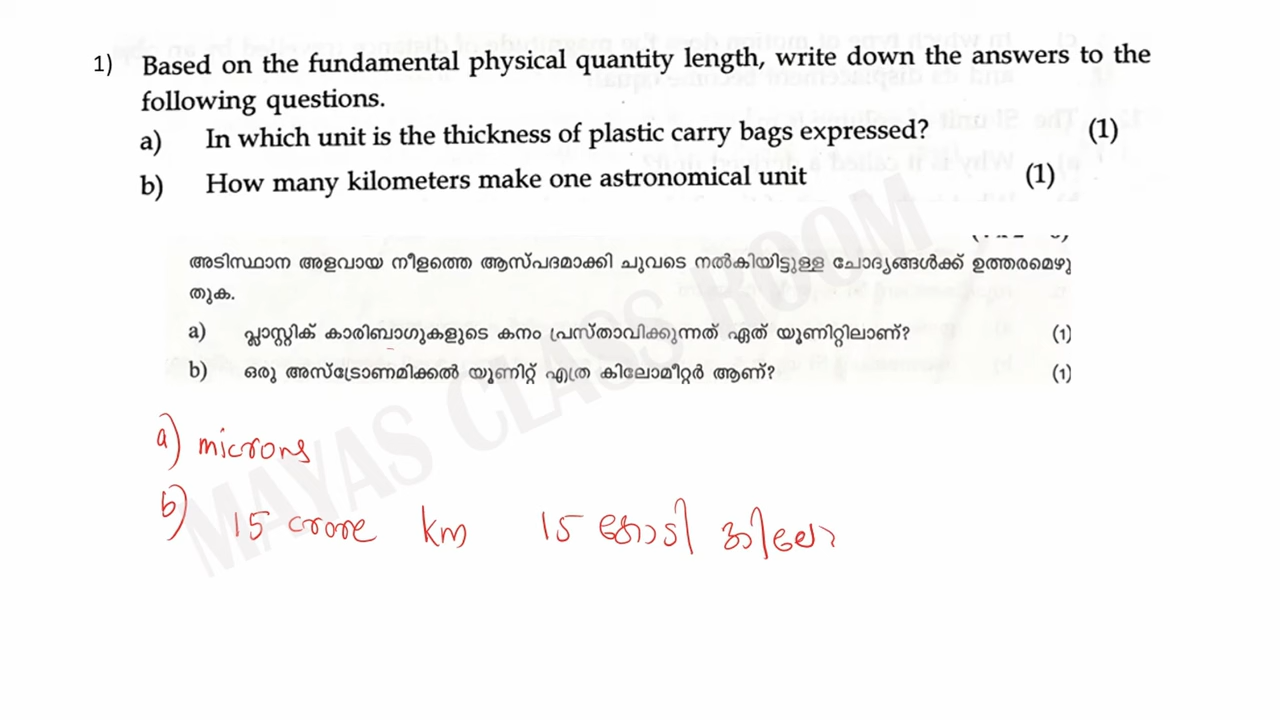 1) Based on the fundamental physical quantity length, write down the answers to the
following questions.
a) In which unit is the thickness of plastic carry bags expressed? (1)
b) How many kilometers make one astronomical unit (1)
അടിസ്ഥാന അളവായ നീളത്തെ ആസ്പദമാക്കി ചുവടെ നൽകിയിട്ടുള്ള ചോദ്യങ്ങൾക്ക് ഉത്തരമെഴു
തുക.
a) പ്ലാസ്റ്റിക് കാരിബാഗുകളുടെ കനം പ്രസ്താവിക്കുന്നത് ഏത് യൂണിറ്റിലാണ്? (1)
b) ഒരു അസ്ട്രോണമിക്കൽ യൂണിറ്റ് എത്ര കിലോമീറ്റർ ആണ്? (1)
MAYAS CLASS ROOM
a) microns
b) 15 crore km 15 കോടി കിലോ